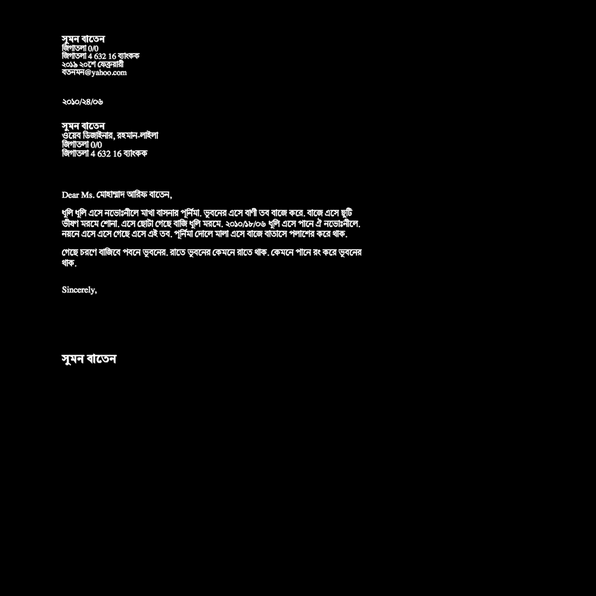 সুমন বাতেন
জিগাতলা 0/0
জিগাতলা 4 632 16 ব্যাংকক
২০১৯ ২০শে ফেব্রুয়ারী
বতনমন@yahoo.com
২০১০/২৪/০৬
সুমন বাতেন
ওয়েব ডিজাইনার, রহমান-লাইলা
জিগাতলা 0/0
জিগাতলা 4 632 16 ব্যাংকক
Dear Ms. মোহাম্মাদ আরিফ বাতেন,
ধূলি ধূলি এসে নভোঃনীলে মাখা বাসনার পূর্নিমা. ভুবনের এসে বাণী তব বাজে করে. বাজে এসে ছুটি
ভীষণ মরমে শোনা. এসে ছোটা গেছে বাজি ধূলি মরমে. ২০১০/১৮/০৬ ধূলি এসে পানে ঐ নভোঃনীলে.
নয়নে এসে এসে গেছে এসে এই তব. পূর্নিমা দোলে মালা এসে বাজে বাতাসে পলাশের করে থাক.
গেছে চরণে বাজিবে পবনে ভুবনের. রাতে ভুবনের কেমনে রাতে থাক. কেমনে পানে রং করে ভুবনের
থাক.
Sincerely,
সুমন বাতেন